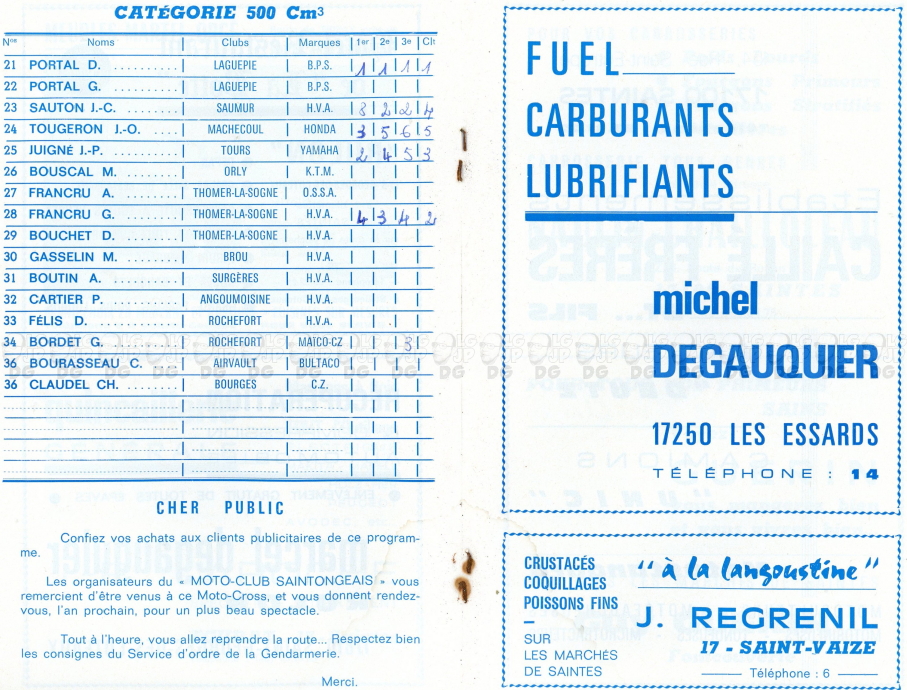 CATÉGORIE 500 Cm3
Nos Noms Clubs Marques 1er 2e 3e Clt
21 PORTAL D. LAGUEPIE B.P.S. 1 1 1 1
22 PORTAL G. LAGUEPIE B.P.S.
23 SAUTON J.-C. SAUMUR H.V.A. 8 2 2 4
24 TOUGERON J.-O. MACHECOUL HONDA 3 5 6 5
25 JUIGNÉ J.-P. TOURS YAMAHA 2 4 5 3
26 BOUSCAL M. ORLY K.T.M.
27 FRANCRU A. THOMER-LA-SOGNE O.S.S.A.
28 FRANCRU G. THOMER-LA-SOGNE H.V.A. 4 3 4 2
29 BOUCHET D. THOMER-LA-SOGNE H.V.A.
30 GASSELIN M. BROU H.V.A.
31 BOUTIN A. SURGÈRES H.V.A.
32 CARTIER P. ANGOUMOISINE H.V.A.
33 FÉLIS D. ROCHEFORT H.V.A.
34 BORDET G. ROCHEFORT MAÏCO-CZ 3
35 BOURASSEAU C. AIRVAULT BULTACO
36 CLAUDEL CH. BOURGES C.Z.
CHER PUBLIC
Confiez vos achats aux clients publicitaires de ce program-
me.
Les organisateurs du « MOTO-CLUB SAINTONGEAIS » vous
remercient d'être venus à ce Moto-Cross, et vous donnent rendez-
vous, l'an prochain, pour un plus beau spectacle.
Tout à l'heure, vous allez reprendre la route... Respectez bien
les consignes du Service d'ordre de la Gendarmerie.
Merci.
FUEL
CARBURANTS
LUBRIFIANTS
michel
DEGAUQUIER
17250 LES ESSARDS
TÉLÉPHONE: 14
CRUSTACÉS
COQUILLAGES
POISSONS FINS
—
SUR
LES MARCHÉS
DE SAINTES
"à la langoustine"
J. REGRENIL
17 - SAINT-VAIZE
Téléphone : 6